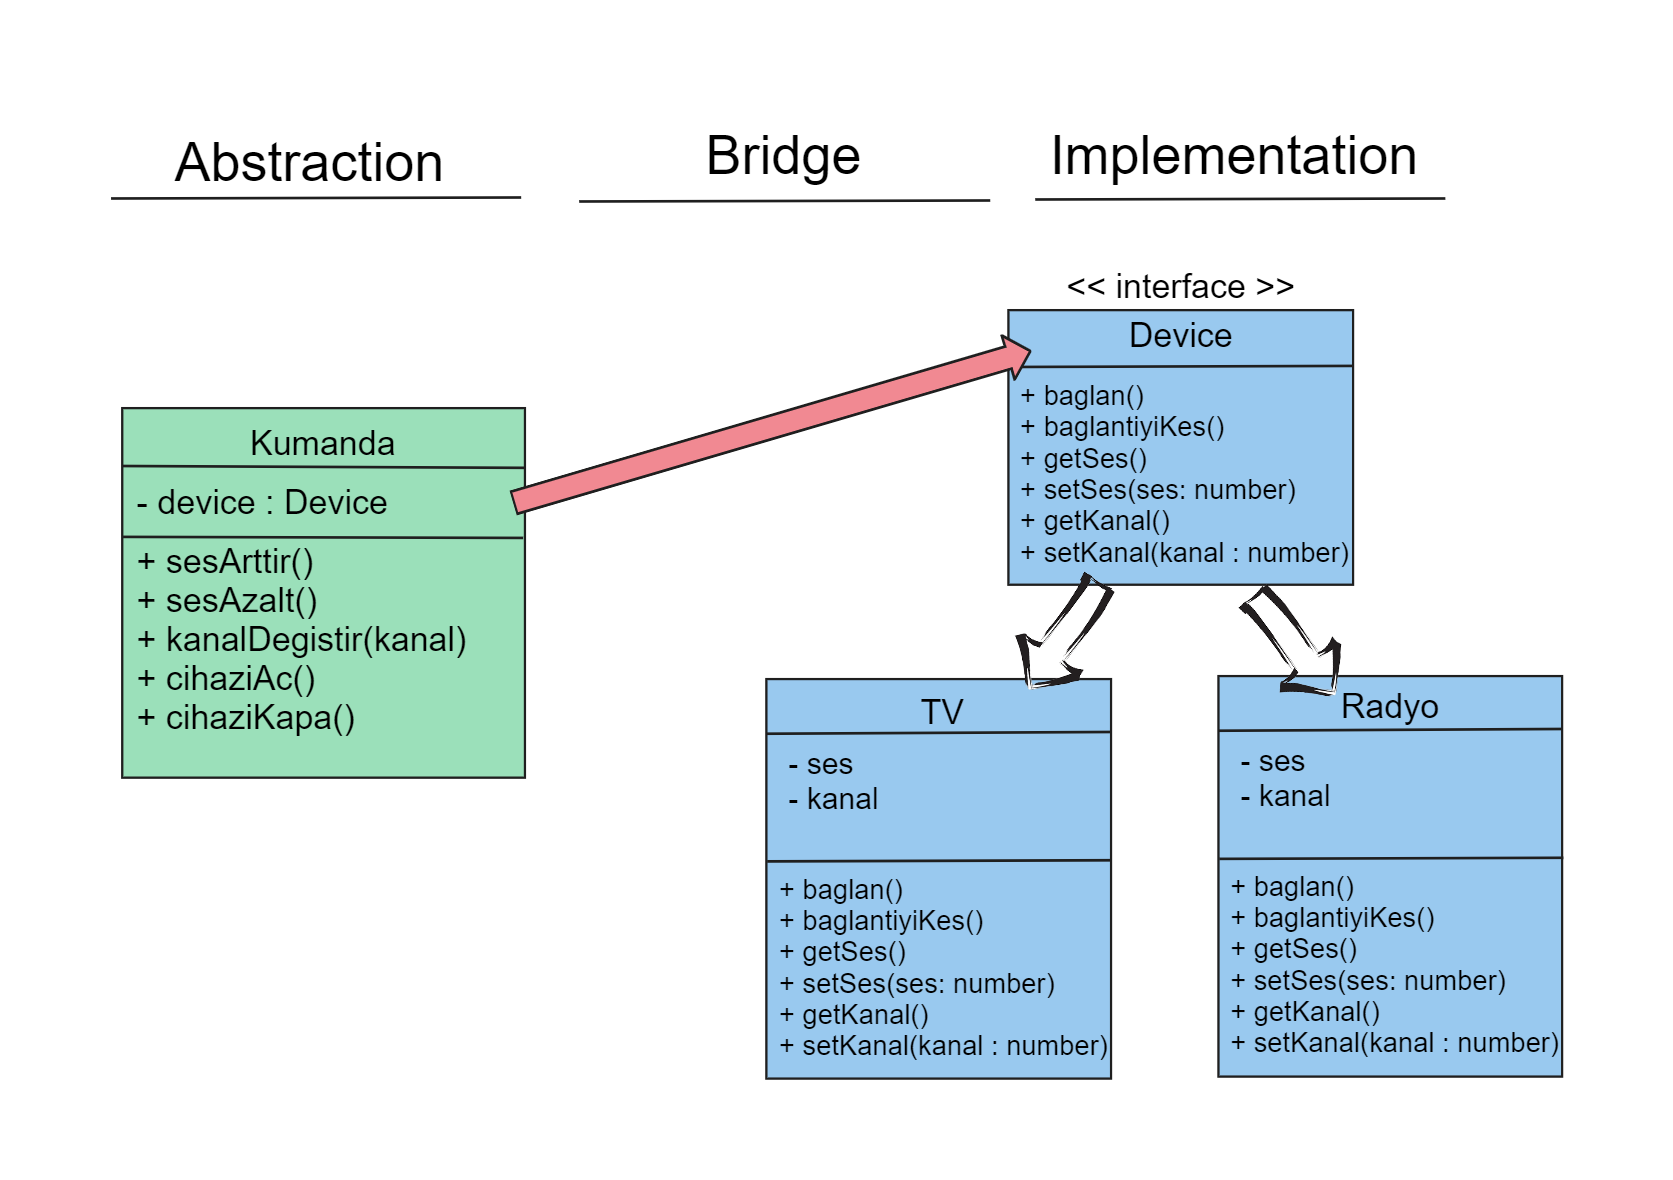 Abstraction
Bridge
Implementation
<< interface >>
Device
+ baglan()
+ baglantiyiKes()
+ getSes()
+ setSes(ses: number)
+ getKanal()
+ setKanal(kanal : number)
Kumanda
- device : Device
+ sesArttir()
+ sesAzalt()
+ kanalDegistir(kanal)
+ cihaziAc()
+ cihaziKapa()
TV
- ses
- kanal
+ baglan()
+ baglantiyiKes()
+ getSes()
+ setSes(ses: number)
+ getKanal()
+ setKanal(kanal : number)
Radyo
- ses
- kanal
+ baglan()
+ baglantiyiKes()
+ getSes()
+ setSes(ses: number)
+ getKanal()
+ setKanal(kanal : number)